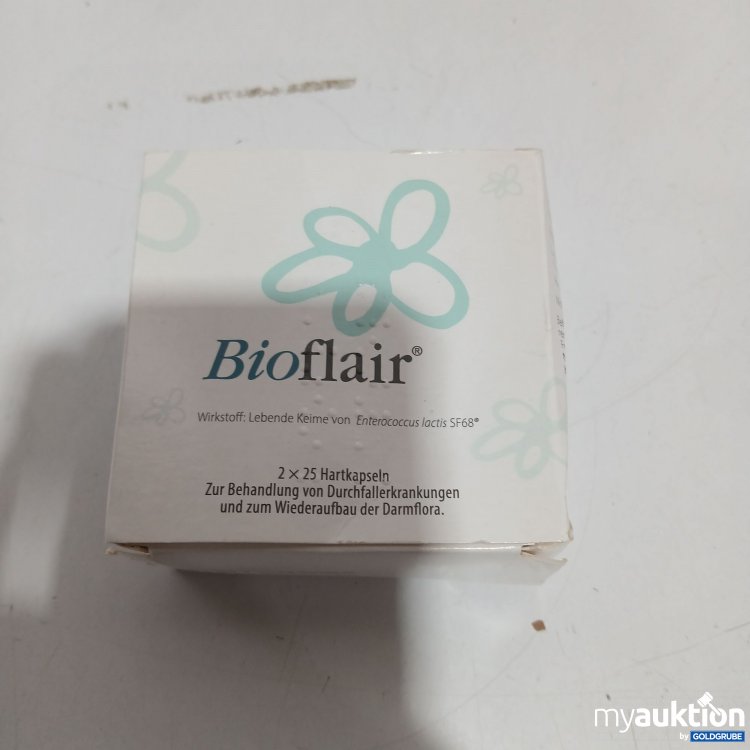 Bioflair®
Wirkstoff: Lebende Keime von Enterococcus lactis SF68®
2 × 25 Hartkapseln
Zur Behandlung von Durchfallerkrankungen
und zum Wiederaufbau der Darmflora.
myauktion
by GOLDGRUBE